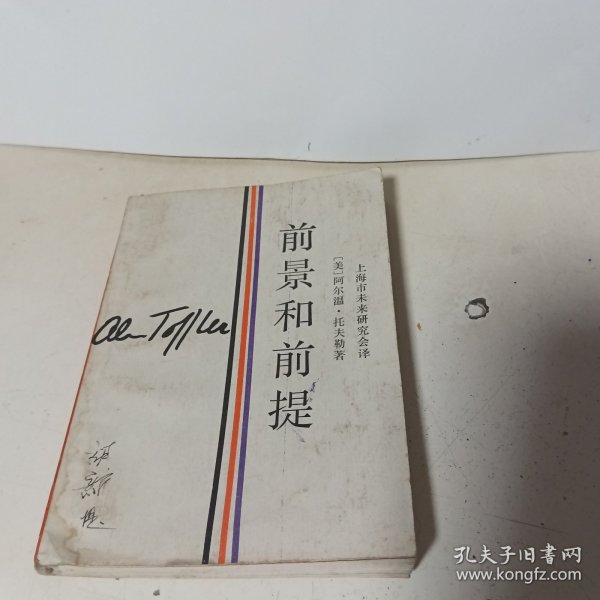 前景和前提
〔美〕阿尔温·托夫勒著
上海市未来研究会译
孔夫子旧书网
www.kongfz.com